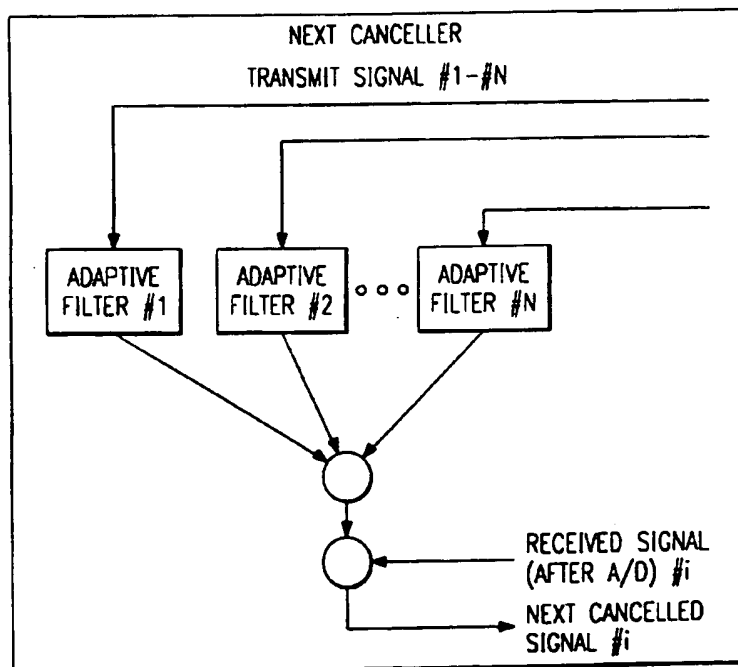 NEXT CANCELLER
TRANSMIT SIGNAL #1-#N
ADAPTIVE
FILTER #1
ADAPTIVE
FILTER #2
ADAPTIVE
FILTER #N
RECEIVED SIGNAL
(AFTER A/D) #i
NEXT CANCELLED
SIGNAL #i